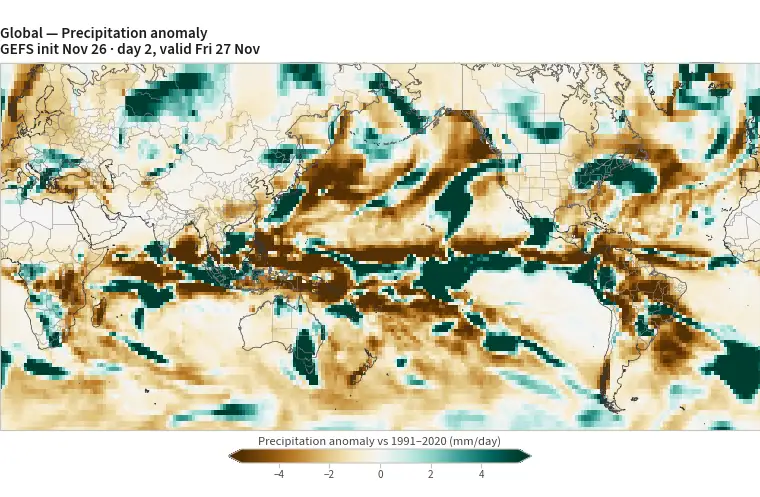 Global — Precipitation anomaly
GEFS init Nov 26 · day 2, valid Fri 27 Nov
Precipitation anomaly vs 1991–2020 (mm/day)
−4 −2 0 2 4